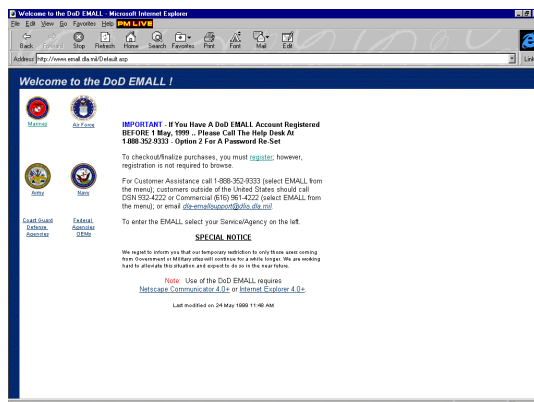 Welcome to the DoD EMALL - Microsoft Internet Explorer
File Edit View Go Favorites Help PM LIVE
Back Forward Stop Refresh Home Search Favorites Print Font Mail Edit
Address http://www.emall.dla.mil/Default.asp
Link
Welcome to the DoD EMALL !
Marines
Air Force
Army
Navy
Coast Guard
Defense
Agencies
Federal
Agencies
OEMs
IMPORTANT - If You Have A DoD EMALL Account Registered
BEFORE 1 May, 1999 .. Please Call The Help Desk At
1-888-352-9333 - Option 2 For A Password Re-Set
To checkout/finalize purchases, you must register; however,
registration is not required to browse.
For Customer Assistance call 1-888-352-9333 (select EMALL from
the menu); customers outside of the United States should call
DSN 932-4222 or Commercial (616) 961-4222 (select EMALL from
the menu), or email dla-emallsupport@dlis.dla.mil.
To enter the EMALL select your Service/Agency on the left.
SPECIAL NOTICE
We regret to inform you that our temporary restriction to only those users coming
from Government or Military sites will continue for a while longer. We are working
hard to alleviate this situation and expect to do so in the near future.
Note: Use of the DoD EMALL requires
Netscape Communicator 4.0+ or Internet Explorer 4.0+
Last modified on 24 May 1999 11:48 AM